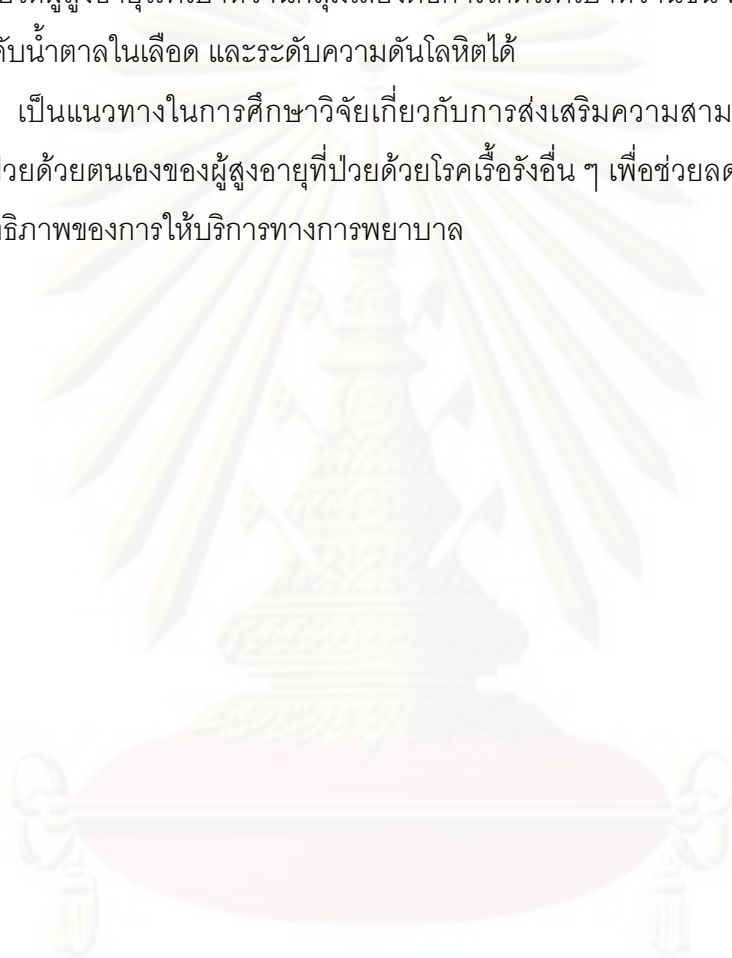 ดับน้ำตาลในเลือด และระดับความดันโลหิตได้
เป็นแนวทางในการศึกษาวิจัยเกี่ยวกับการส่งเสริมความสาม
ป่วยด้วยตนเองของผู้สูงอายุที่ป่วยด้วยโรคเรื้อรังอื่น ๆ เพื่อช่วยลด
ธิภาพของการให้บริการทางการพยาบาล